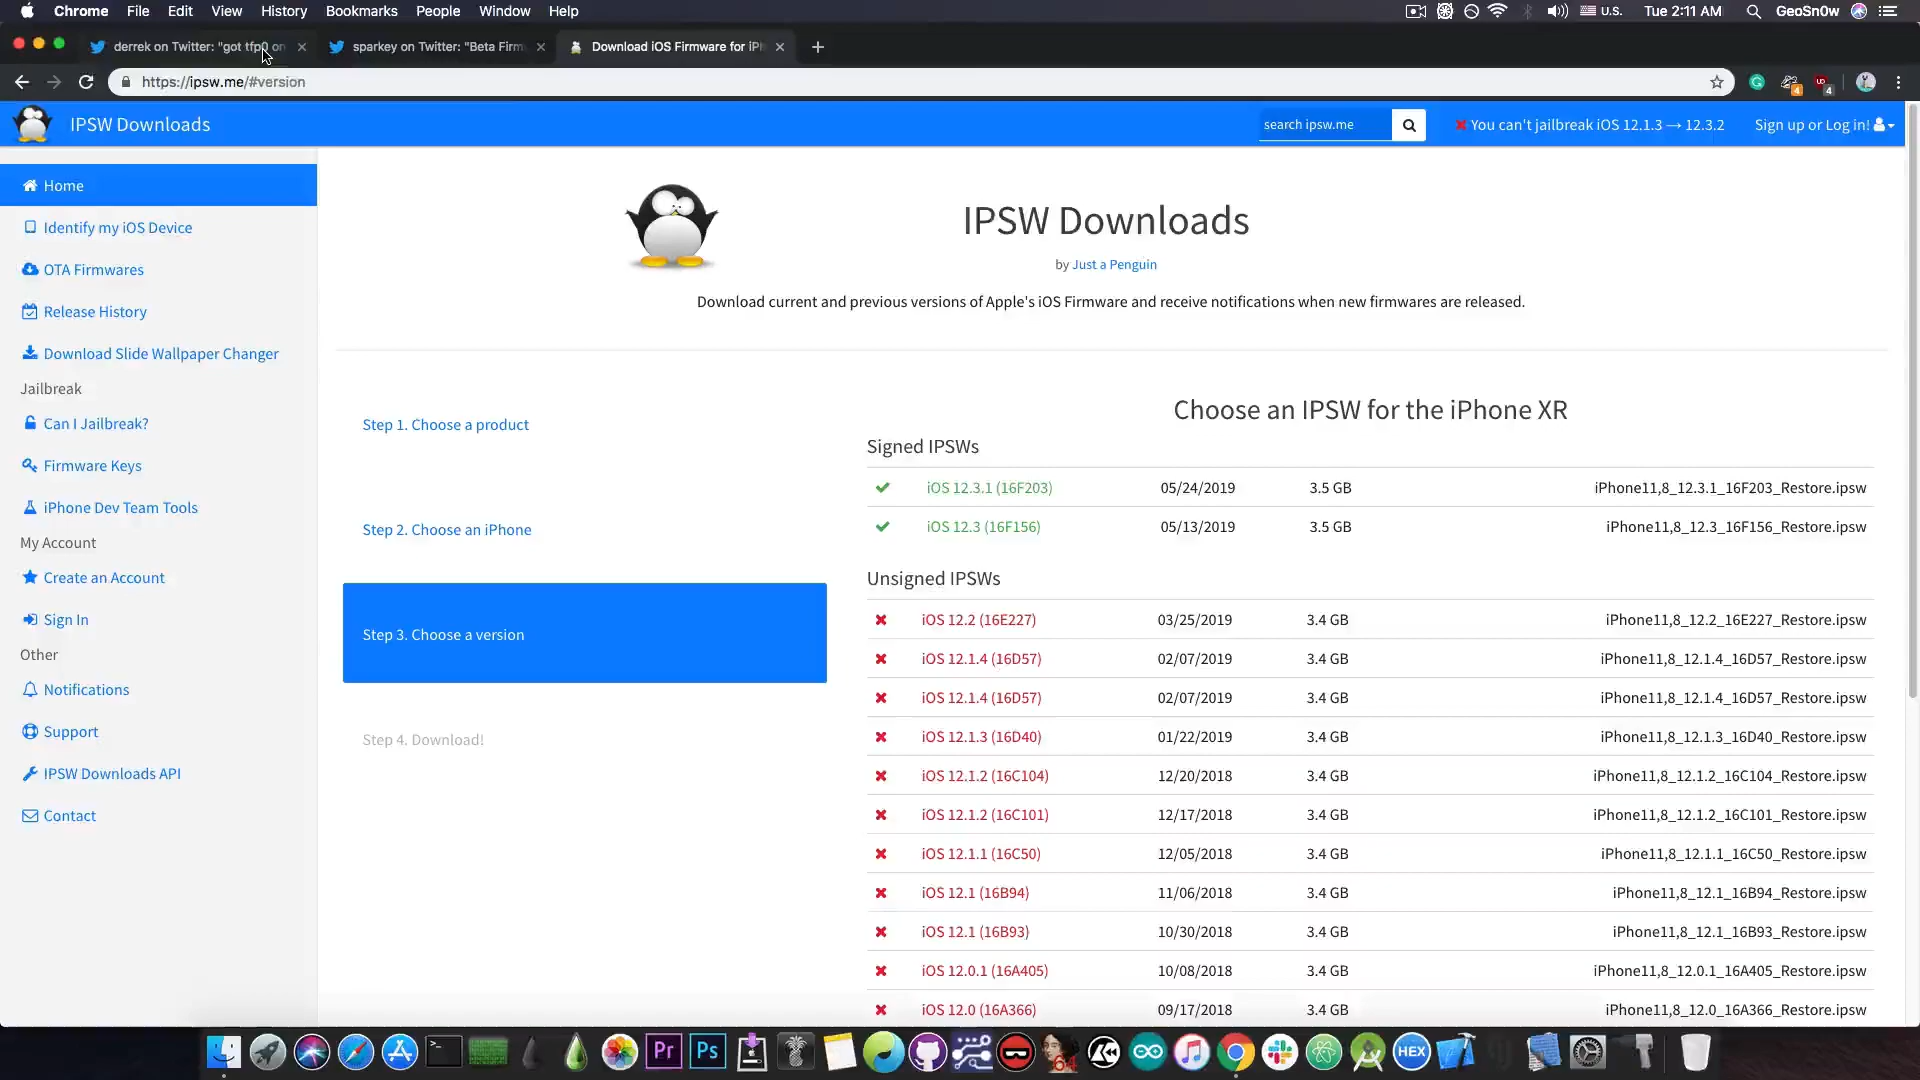 Chrome File Edit View History Bookmarks People Window Help U.S. Tue 2:11 AM GeoSn0w
derrek on Twitter: "got tfp0 on
sparkey on Twitter: "Beta Firm
Download iOS Firmware for iPh
https://ipsw.me/#version
4 4
IPSW Downloads
search ipsw.me
You can't jailbreak iOS 12.1.3 → 12.3.2
Sign up or Log in!
Home
Identify my iOS Device
OTA Firmwares
Release History
Download Slide Wallpaper Changer
Jailbreak
Can I Jailbreak?
Firmware Keys
iPhone Dev Team Tools
My Account
Create an Account
Sign In
Other
Notifications
Support
IPSW Downloads API
Contact
IPSW Downloads
by Just a Penguin
Download current and previous versions of Apple's iOS Firmware and receive notifications when new firmwares are released.
Step 1. Choose a product
Step 2. Choose an iPhone
Step 3. Choose a version
Step 4. Download!
Choose an IPSW for the iPhone XR
Signed IPSWs
iOS 12.3.1 (16F203) 05/24/2019 3.5 GB iPhone11,8_12.3.1_16F203_Restore.ipsw
iOS 12.3 (16F156) 05/13/2019 3.5 GB iPhone11,8_12.3_16F156_Restore.ipsw
Unsigned IPSWs
iOS 12.2 (16E227) 03/25/2019 3.4 GB iPhone11,8_12.2_16E227_Restore.ipsw
iOS 12.1.4 (16D57) 02/07/2019 3.4 GB iPhone11,8_12.1.4_16D57_Restore.ipsw
iOS 12.1.4 (16D57) 02/07/2019 3.4 GB iPhone11,8_12.1.4_16D57_Restore.ipsw
iOS 12.1.3 (16D40) 01/22/2019 3.4 GB iPhone11,8_12.1.3_16D40_Restore.ipsw
iOS 12.1.2 (16C104) 12/20/2018 3.4 GB iPhone11,8_12.1.2_16C104_Restore.ipsw
iOS 12.1.2 (16C101) 12/17/2018 3.4 GB iPhone11,8_12.1.2_16C101_Restore.ipsw
iOS 12.1.1 (16C50) 12/05/2018 3.4 GB iPhone11,8_12.1.1_16C50_Restore.ipsw
iOS 12.1 (16B94) 11/06/2018 3.4 GB iPhone11,8_12.1_16B94_Restore.ipsw
iOS 12.1 (16B93) 10/30/2018 3.4 GB iPhone11,8_12.1_16B93_Restore.ipsw
iOS 12.0.1 (16A405) 10/08/2018 3.4 GB iPhone11,8_12.0.1_16A405_Restore.ipsw
iOS 12.0 (16A366) 09/17/2018 3.4 GB iPhone11,8_12.0_16A366_Restore.ipsw
Pr Ps 64 HEX